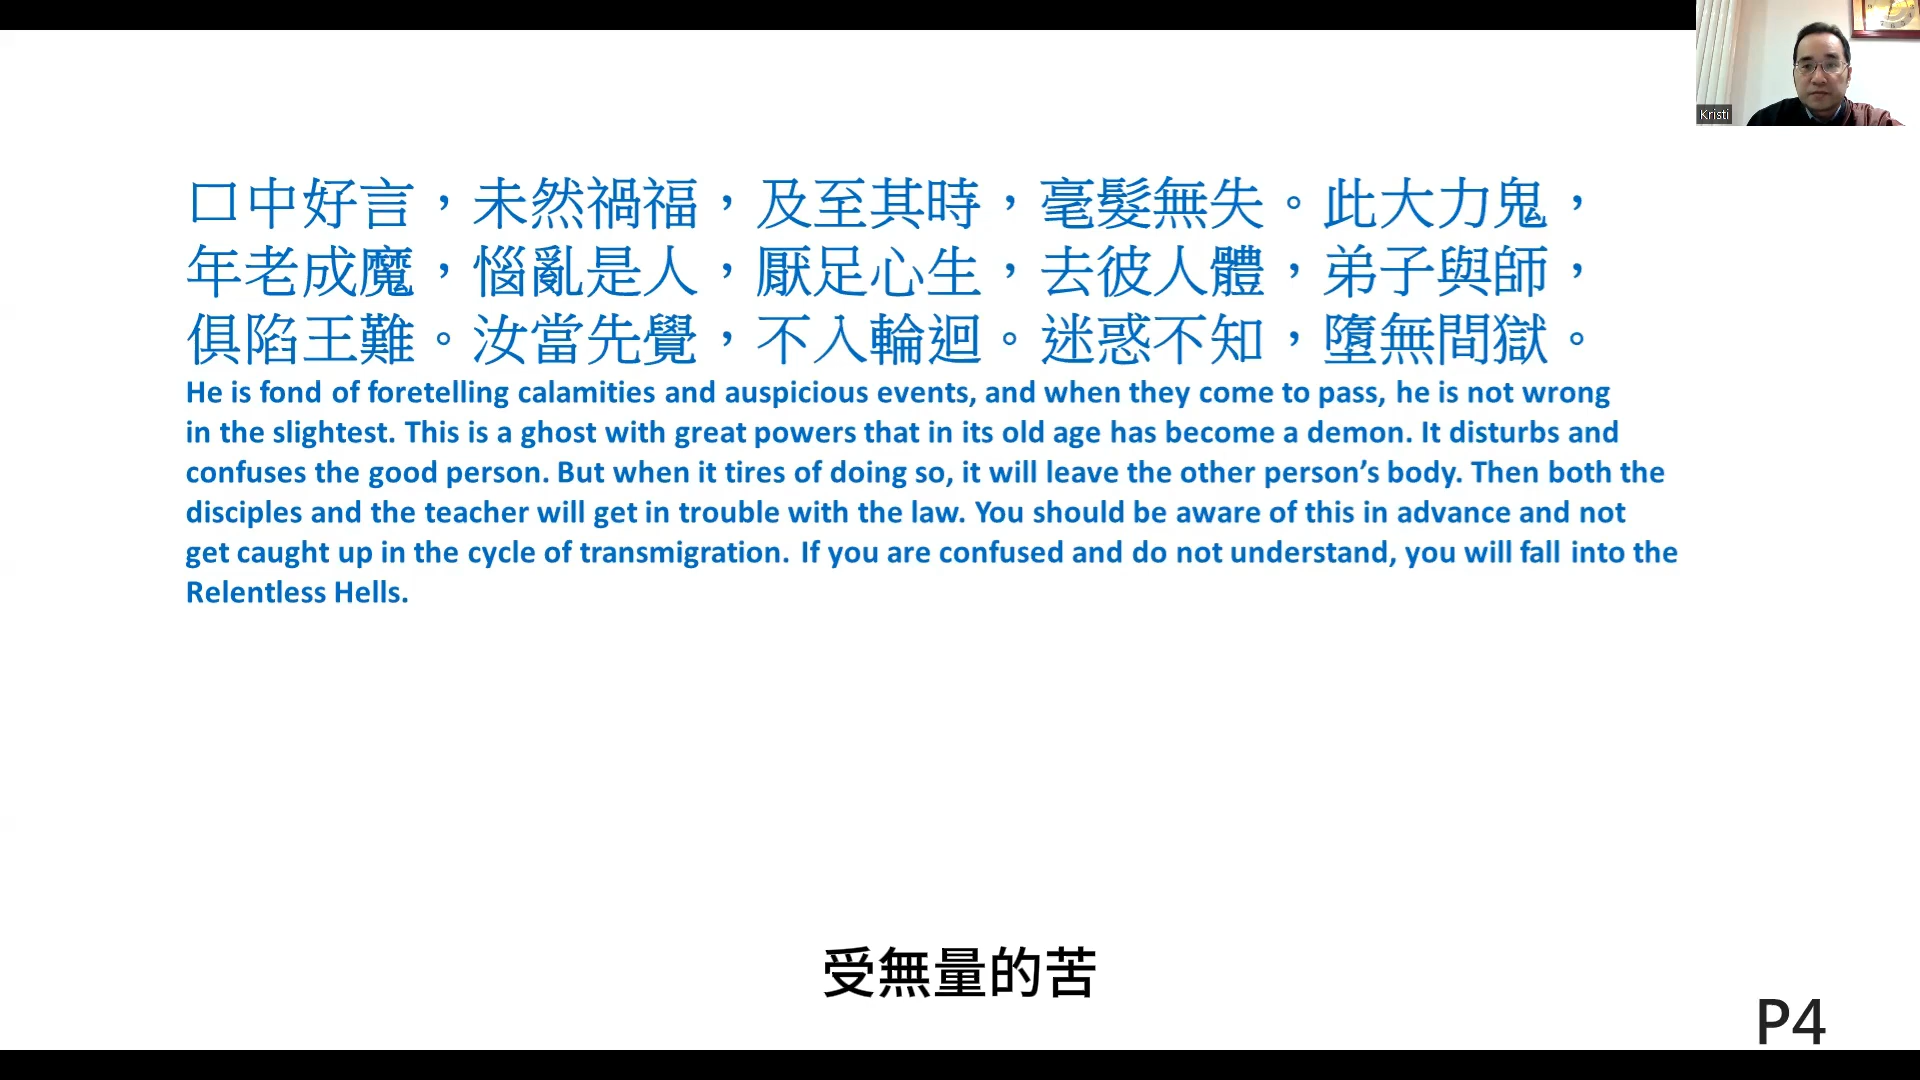 Kristi
口中好言，未然禍福，及至其時，毫髮無失。此大力鬼，
年老成魔，惱亂是人，厭足心生，去彼人體，弟子與師，
俱陷王難。汝當先覺，不入輪迴。迷惑不知，墮無間獄。
He is fond of foretelling calamities and auspicious events, and when they come to pass, he is not wrong
in the slightest. This is a ghost with great powers that in its old age has become a demon. It disturbs and
confuses the good person. But when it tires of doing so, it will leave the other person’s body. Then both the
disciples and the teacher will get in trouble with the law. You should be aware of this in advance and not
get caught up in the cycle of transmigration. If you are confused and do not understand, you will fall into the
Relentless Hells.
受無量的苦
P4